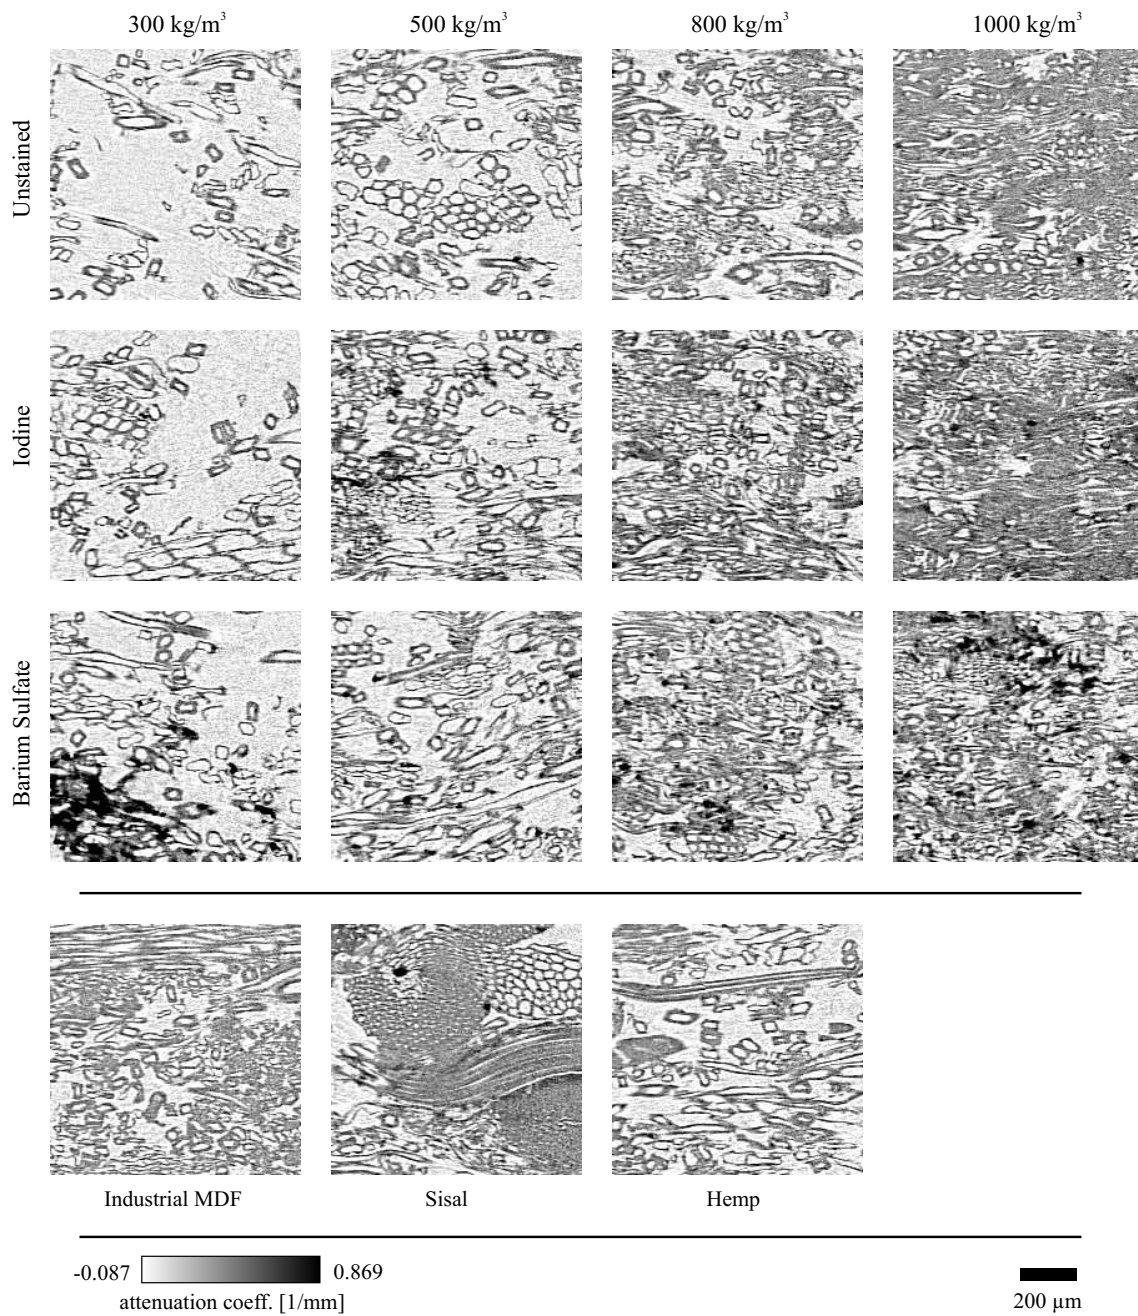 300 kg/m³
500 kg/m³
800 kg/m³
1000 kg/m³
Unstained
Iodine
Barium Sulfate
Industrial MDF
Sisal
Hemp
-0.087
0.869
attenuation coeff. [1/mm]
200 µm